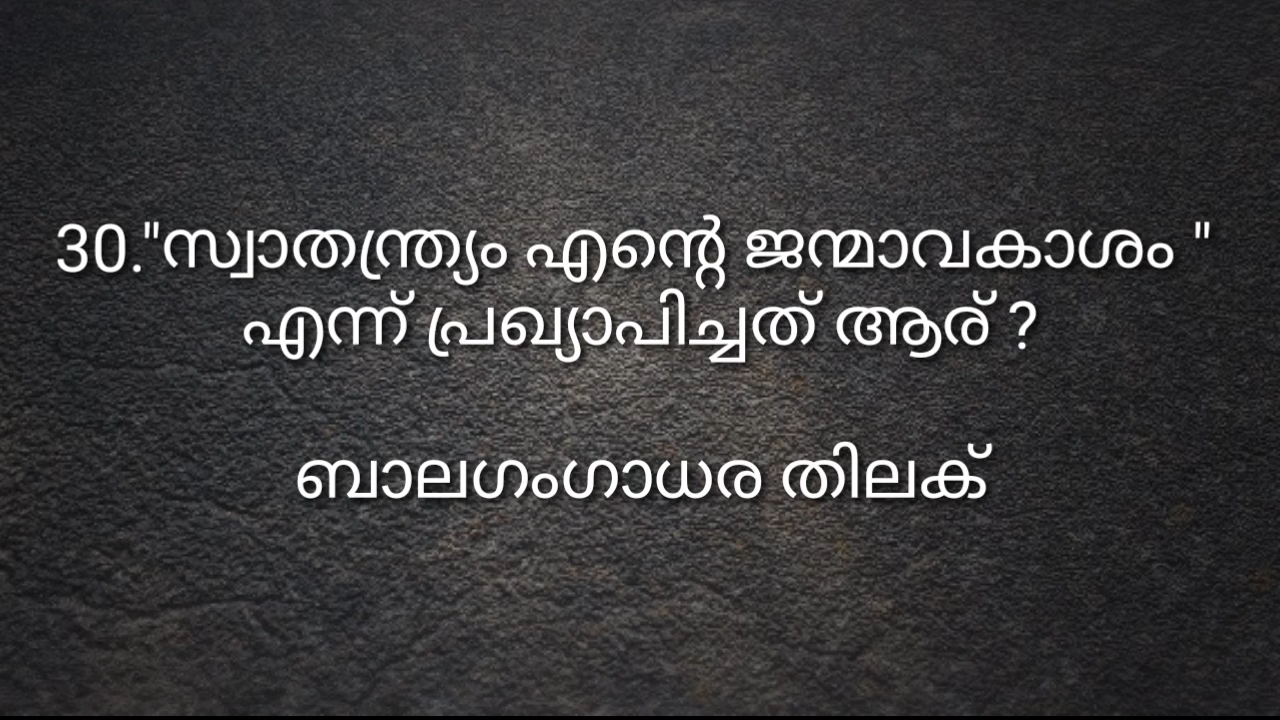 30."സ്വാതന്ത്ര്യം എന്റെ ജന്മാവകാശം "
എന്ന് പ്രഖ്യാപിച്ചത് ആര് ?
ബാലഗംഗാധര തിലക്